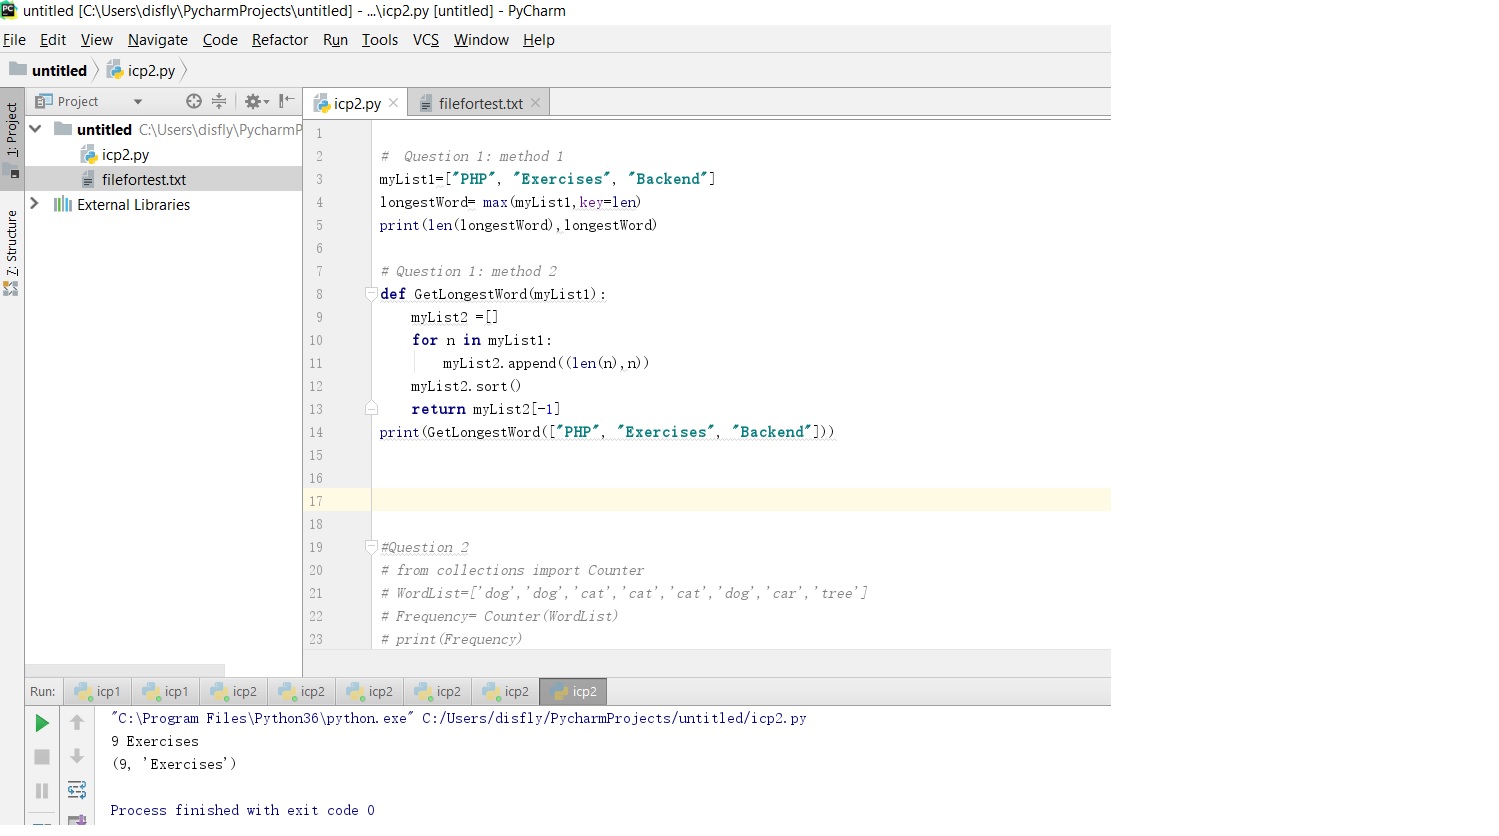 untitled [C:\Users\disfly\PycharmProjects\untitled] - ...\icp2.py [untitled] - PyCharm
File Edit View Navigate Code Refactor Run Tools VCS Window Help
untitled icp2.py
Project
icp2.py filefortest.txt
1: Project
untitled C:\Users\disfly\PycharmP
icp2.py
filefortest.txt
External Libraries
7: Structure
1
2 #  Question 1: method 1
3 myList1=["PHP", "Exercises", "Backend"]
4 longestWord= max(myList1,key=len)
5 print(len(longestWord),longestWord)
6
7 # Question 1: method 2
8 def GetLongestWord(myList1):
9     myList2 =[]
10     for n in myList1:
11         myList2.append((len(n),n))
12     myList2.sort()
13     return myList2[-1]
14 print(GetLongestWord(["PHP", "Exercises", "Backend"]))
15
16
17
18
19 #Question 2
20 # from collections import Counter
21 # WordList=['dog','dog','cat','cat','cat','dog','car','tree']
22 # Frequency= Counter(WordList)
23 # print(Frequency)
Run: icp1 icp1 icp2 icp2 icp2 icp2 icp2 icp2
"C:\Program Files\Python36\python.exe" C:/Users/disfly/PycharmProjects/untitled/icp2.py
9 Exercises
(9, 'Exercises')
Process finished with exit code 0